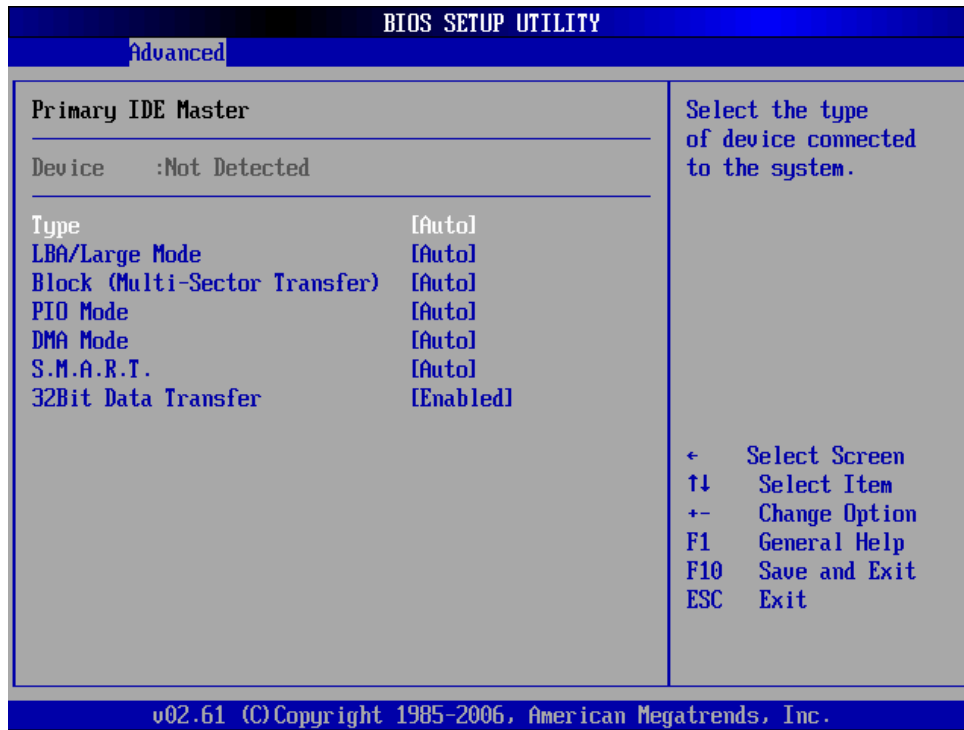 BIOS SETUP UTILITY
Advanced
Primary IDE Master
Device :Not Detected
Type [Auto]
LBA/Large Mode [Auto]
Block (Multi-Sector Transfer) [Auto]
PIO Mode [Auto]
DMA Mode [Auto]
S.M.A.R.T. [Auto]
32Bit Data Transfer [Enabled]
Select the type
of device connected
to the system.
← Select Screen
↑↓ Select Item
+- Change Option
F1 General Help
F10 Save and Exit
ESC Exit
v02.61 (C)Copyright 1985-2006, American Megatrends, Inc.